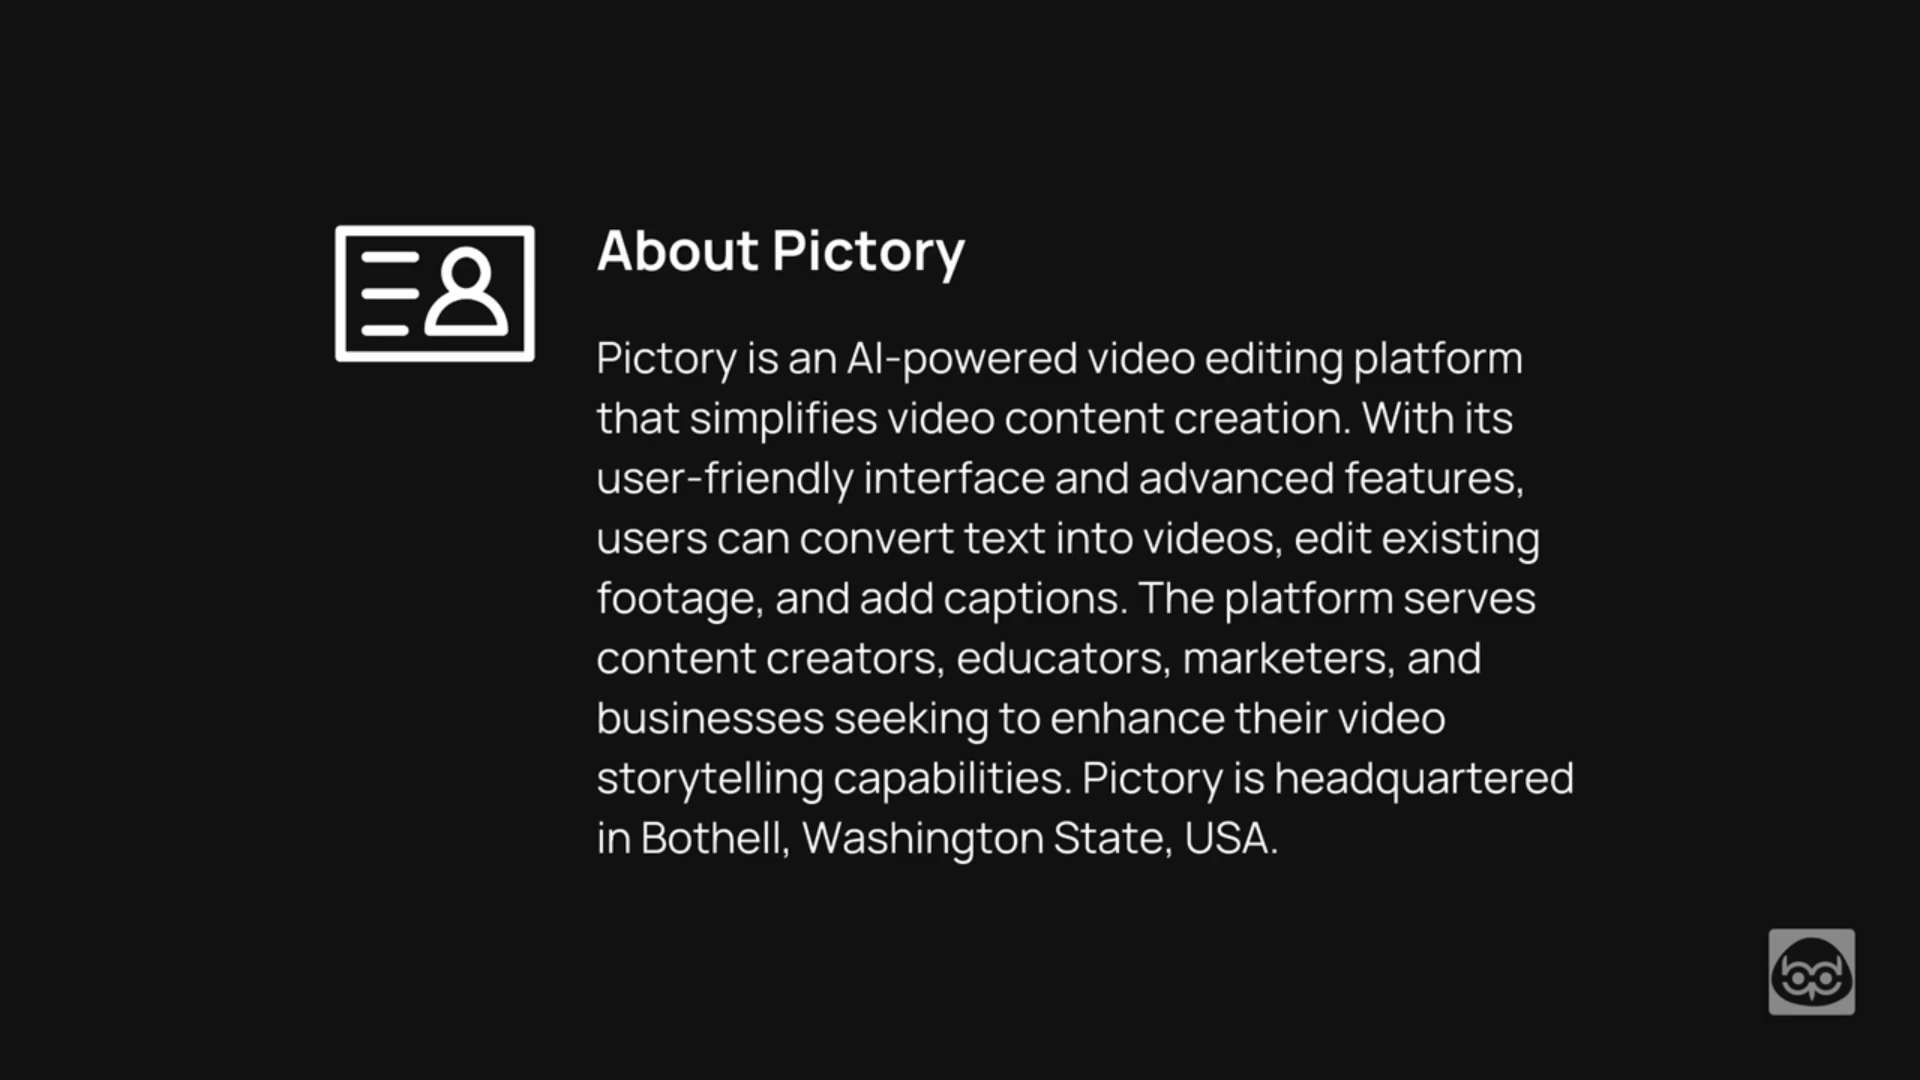 About Pictory
Pictory is an AI-powered video editing platform
that simplifies video content creation. With its
user-friendly interface and advanced features,
users can convert text into videos, edit existing
footage, and add captions. The platform serves
content creators, educators, marketers, and
businesses seeking to enhance their video
storytelling capabilities. Pictory is headquartered
in Bothell, Washington State, USA.